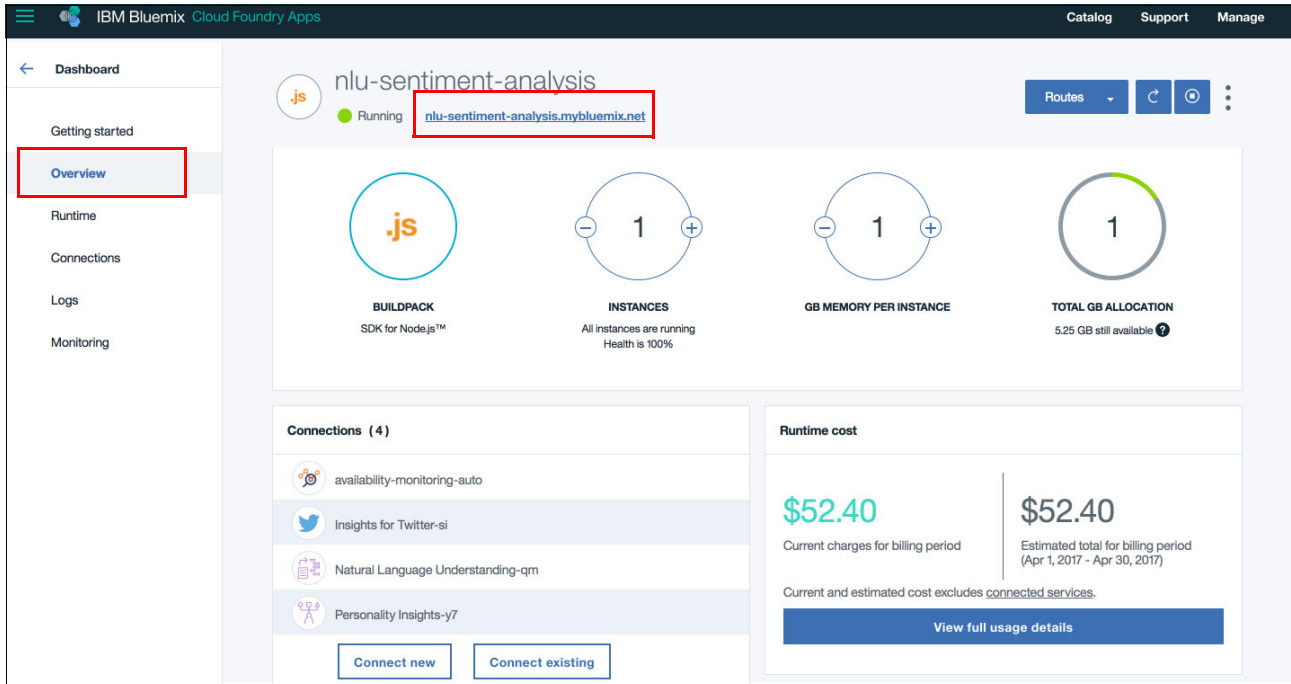 IBM Bluemix Cloud Foundry Apps
Catalog Support Manage
Dashboard
Getting started
Overview
Runtime
Connections
Logs
Monitoring
.js
nlu-sentiment-analysis
Running nlu-sentiment-analysis.mybluemix.net
Routes
.js
BUILDPACK
SDK for Node.js™
1
INSTANCES
All instances are running
Health is 100%
1
GB MEMORY PER INSTANCE
1
TOTAL GB ALLOCATION
5.25 GB still available ?
Connections (4)
availability-monitoring-auto
Insights for Twitter-si
Natural Language Understanding-qm
Personality Insights-y7
Connect new
Connect existing
Runtime cost
$52.40
Current charges for billing period
$52.40
Estimated total for billing period
(Apr 1, 2017 - Apr 30, 2017)
Current and estimated cost excludes connected services.
View full usage details